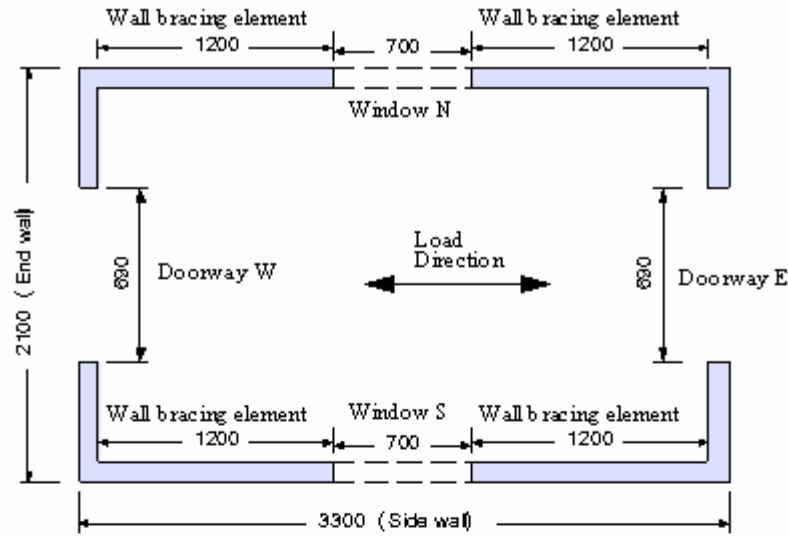 Wall bracing element Wall bracing element
1200 700 1200
Window N
2100 ( End wall)
690
Doorway W
Load
Direction
690
Doorway E
Wall bracing element Window S Wall bracing element
1200 700 1200
3300 ( Side wall)